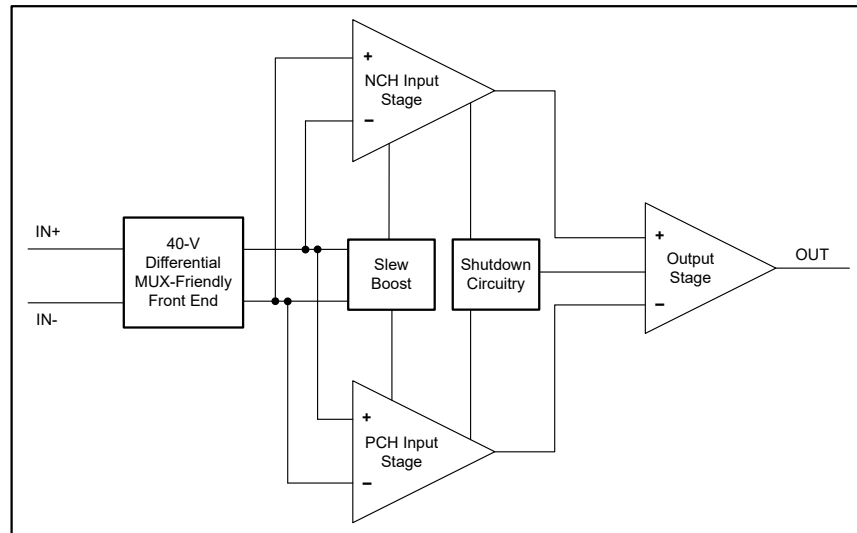 +
NCH Input
Stage
–
IN+
IN-
40-V
Differential
MUX-Friendly
Front End
Slew
Boost
Shutdown
Circuitry
+
Output
Stage
–
OUT
+
PCH Input
Stage
–